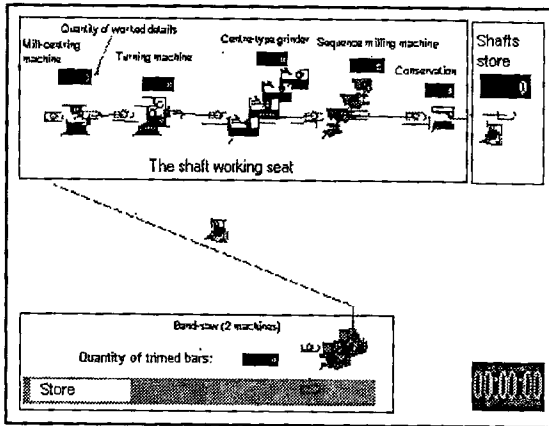 Quantity of worked details
Mill-centring
machine
Turning machine
Centre-type grinder
Sequence milling machine
Conservation
Shafts
store
0
The shaft working seat
Band-saw (2 machines)
Quantity of trimed bars:
Store
00:00:00